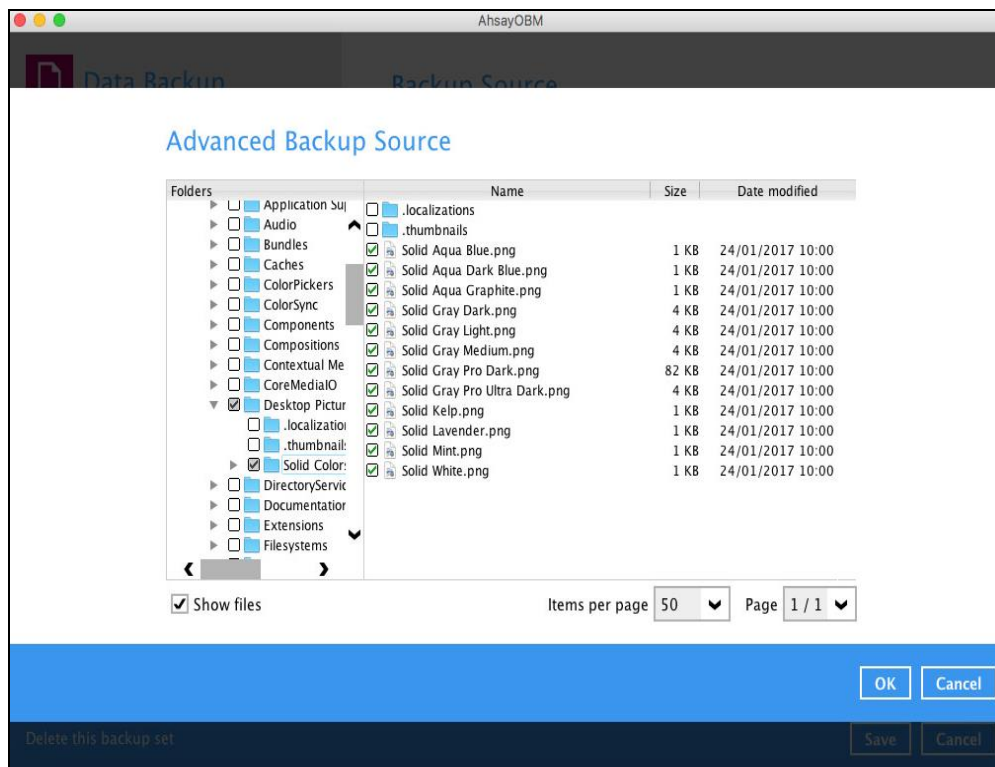 AhsayOBM
Data Backup
Backup Source
Advanced Backup Source
Folders Name Size Date modified
Application Su
Audio
Bundles
Caches
ColorPickers
ColorSync
Components
Compositions
Contextual Me
CoreMediaIO
Desktop Pictur
.localization
.thumbnails
Solid Colors
DirectoryServic
Documentation
Extensions
Filesystems
.localizations
.thumbnails
Solid Aqua Blue.png 1 KB 24/01/2017 10:00
Solid Aqua Dark Blue.png 1 KB 24/01/2017 10:00
Solid Aqua Graphite.png 1 KB 24/01/2017 10:00
Solid Gray Dark.png 4 KB 24/01/2017 10:00
Solid Gray Light.png 4 KB 24/01/2017 10:00
Solid Gray Medium.png 4 KB 24/01/2017 10:00
Solid Gray Pro Dark.png 82 KB 24/01/2017 10:00
Solid Gray Pro Ultra Dark.png 4 KB 24/01/2017 10:00
Solid Kelp.png 1 KB 24/01/2017 10:00
Solid Lavender.png 1 KB 24/01/2017 10:00
Solid Mint.png 1 KB 24/01/2017 10:00
Solid White.png 1 KB 24/01/2017 10:00
Show files Items per page 50 Page 1 / 1
OK Cancel
Delete this backup set Save Cancel